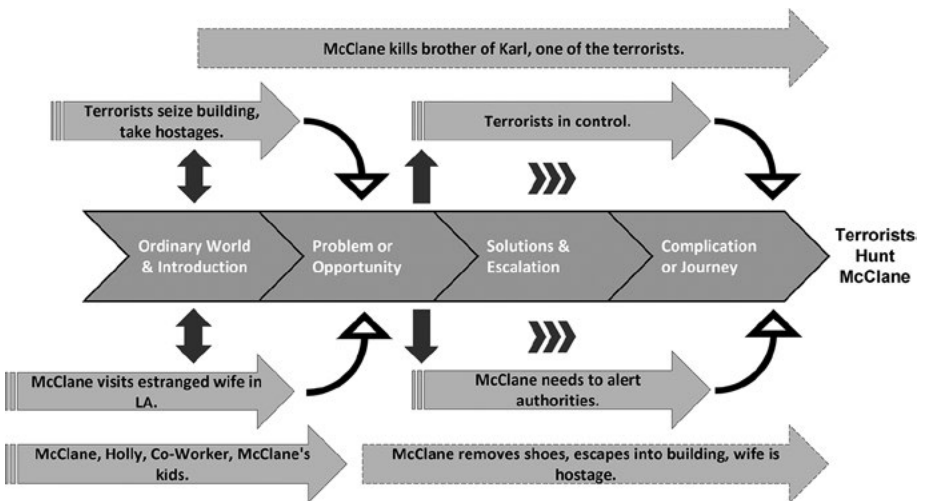 McClane kills brother of Karl, one of the terrorists.
Terrorists seize building,
take hostages.
Terrorists in control.
Ordinary World
& Introduction
Problem or
Opportunity
Solutions &
Escalation
Complication
or Journey
Terrorists
Hunt
McClane
McClane visits estranged wife in
LA.
McClane needs to alert
authorities.
McClane, Holly, Co-Worker, McClane's
kids.
McClane removes shoes, escapes into building, wife is
hostage.